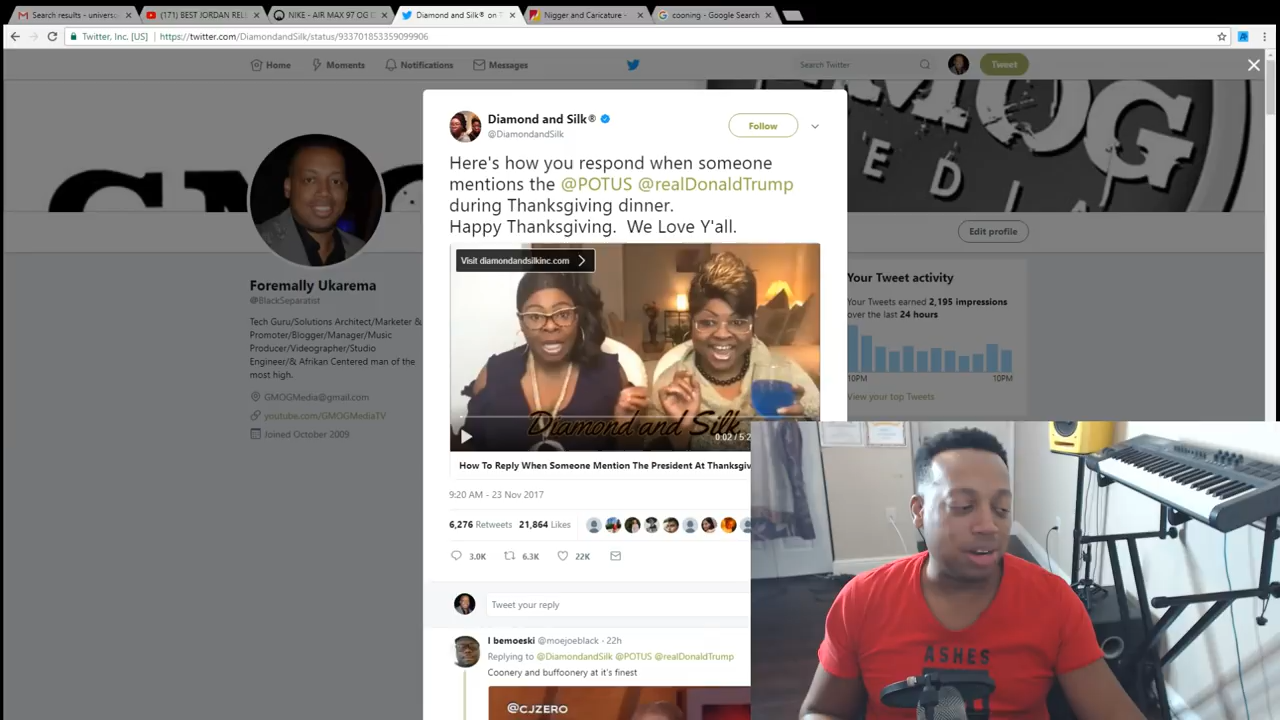 Search results - univers
(171) BEST JORDAN REL
NIKE - AIR MAX 97 OG
Diamond and Silk® on T
Nigger and Caricature -
cooning - Google Search
Twitter, Inc. [US]
https://twitter.com/DiamondandSilk/status/933701853359099906
Home
Moments
Notifications
Messages
Search Twitter
Tweet
Diamond and Silk®
@DiamondandSilk
Follow
Here's how you respond when someone
mentions the @POTUS @realDonaldTrump
during Thanksgiving dinner.
Happy Thanksgiving. We Love Y'all.
Visit diamondandsilkinc.com
Diamond and Silk
0:02 / 5:2
How To Reply When Someone Mention The President At Thanksgiv
9:20 AM - 23 Nov 2017
6,276 Retweets 21,864 Likes
3.0K
6.3K
22K
Tweet your reply
I bemoeski @moejoeblack · 22h
Replying to @DiamondandSilk @POTUS @realDonaldTrump
Coonery and buffoonery at it's finest
@CJZERO
Foremally Ukarema
@BlackSeparatist
Tech Guru/Solutions Architect/Marketer &
Promoter/Blogger/Manager/Music
Producer/Videographer/Studio
Engineer/& Afrikan Centered man of the
most high.
GMOGMedia@gmail.com
youtube.com/GMOGMediaTV
Joined October 2009
Edit profile
Your Tweet activity
Your Tweets earned 2,195 impressions
over the last 24 hours
10PM
10PM
View your top Tweets
ASHES